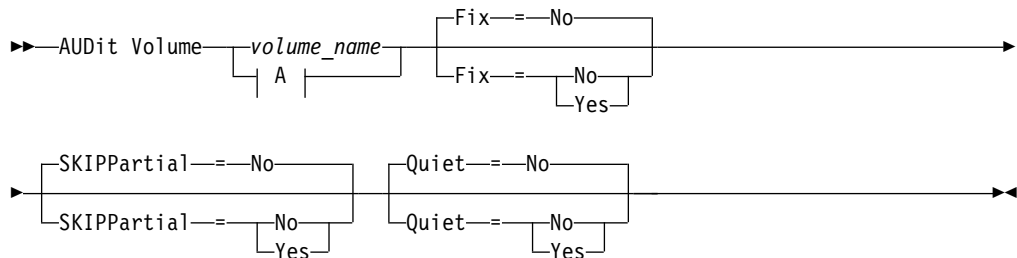 Fix = No
AUDit Volume volume_name
A Fix = No
Yes
SKIPPartial = No Quiet = No
SKIPPartial = No Quiet = No
Yes Yes